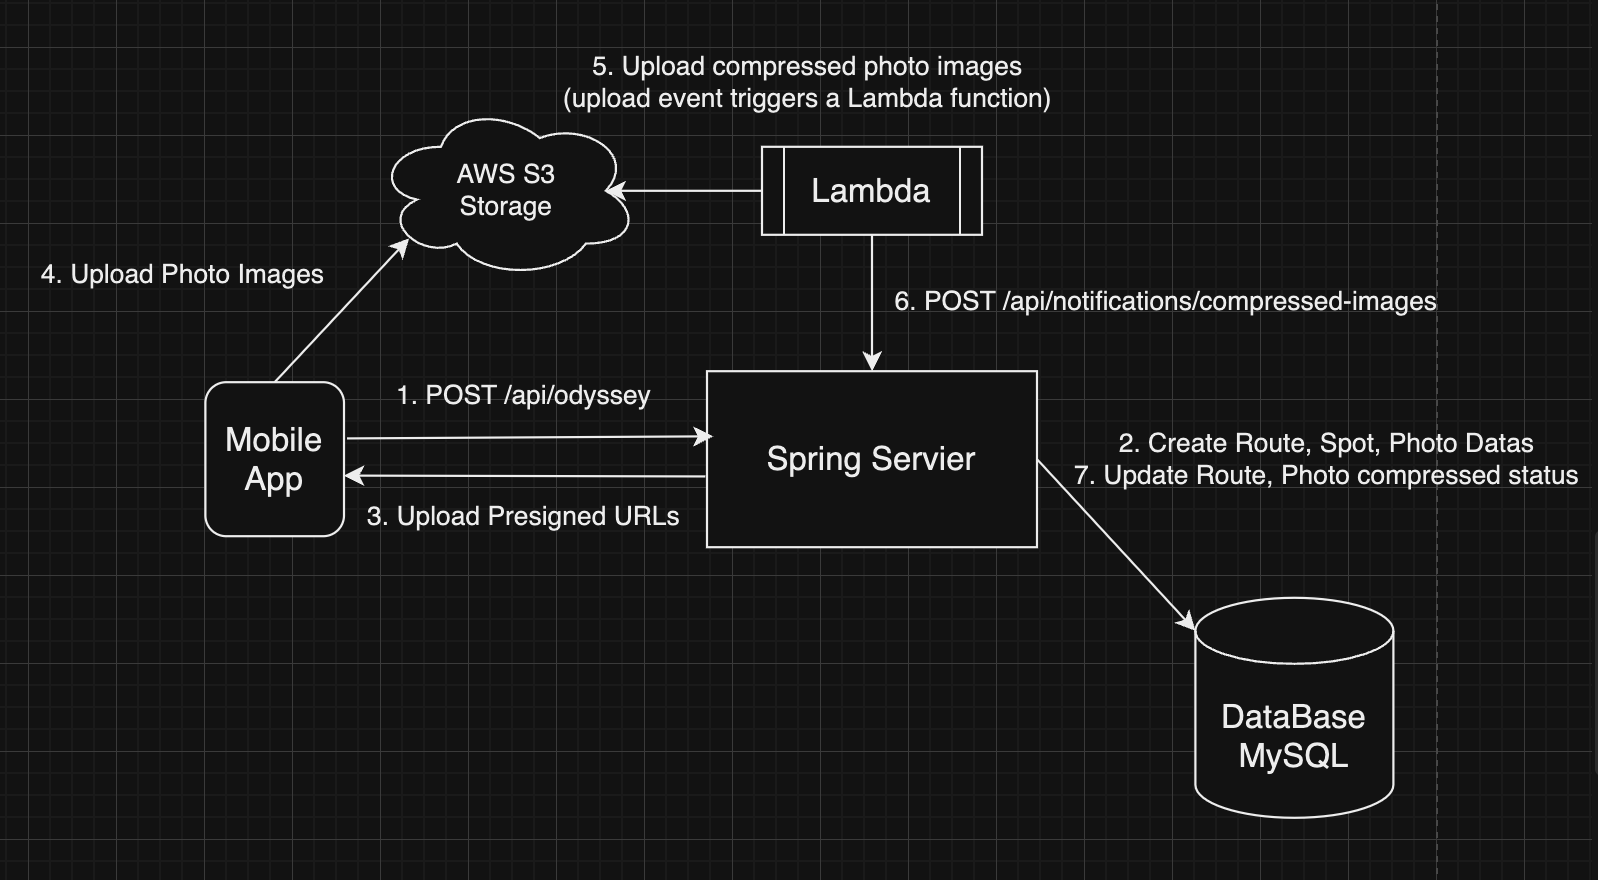 5. Upload compressed photo images
(upload event triggers a Lambda function)
AWS S3
Storage
Lambda
4. Upload Photo Images
6. POST /api/notifications/compressed-images
1. POST /api/odyssey
Mobile
App
Spring Servier
2. Create Route, Spot, Photo Datas
7. Update Route, Photo compressed status
3. Upload Presigned URLs
DataBase
MySQL